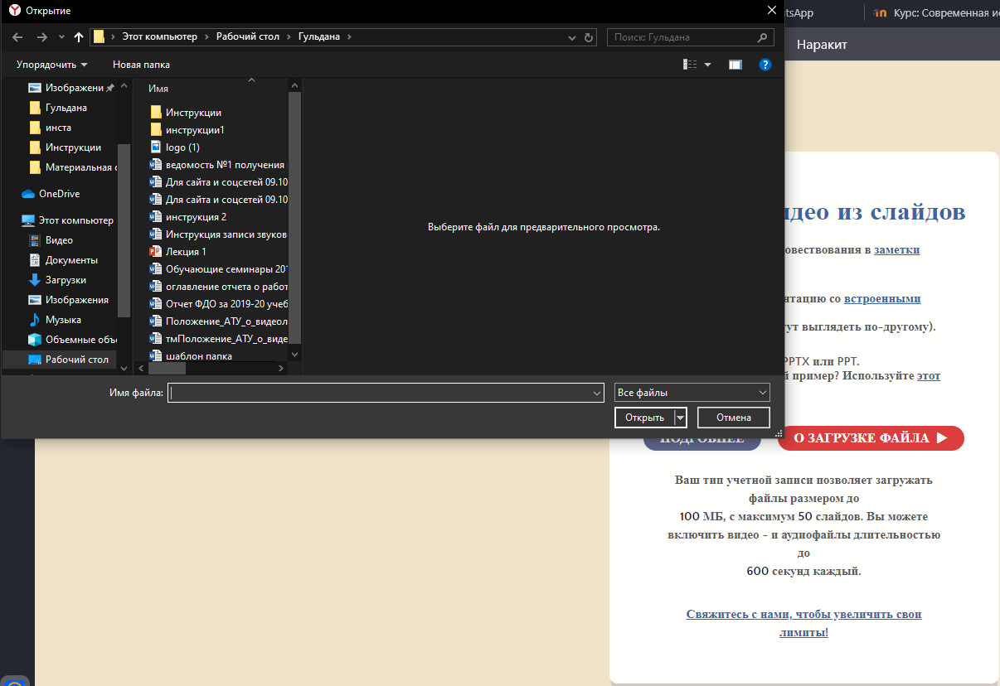 Открытие
tsApp
Курс: Современная ис
Этот компьютер
Рабочий стол
Гульдана
Поиск: Гульдана
Наракит
Упорядочить
Новая папка
?
Изображени
Гульдана
инста
Инструкции
Материальная с
OneDrive
Этот компьютер
Видео
Документы
Загрузки
Изображения
Музыка
Объемные объ
Рабочий стол
Имя
Инструкции
инструкции1
logo (1)
ведомость №1 получения
Для сайта и соцсетей 09.10
Для сайта и соцсетей 09.10
инструкция 2
Инструкция записи звуков
Лекция 1
Обучающие семинары 201
оглавление отчета о работ
Отчет ФДО за 2019-20 учеб
Положение_АТУ_о_видеол
тмПоложение_АТУ_о_виде
шаблон папка
Выберите файл для предварительного просмотра.
Имя файла:
Все файлы
Открыть
Отмена
идео из слайдов
овествования в заметки
нтацию со встроенными
ут выглядеть по-другому).
PPTX или PPT.
й пример? Используйте этот
ПОДРОБНЕЕ
О ЗАГРУЗКЕ ФАЙЛА
Ваш тип учетной записи позволяет загружать
файлы размером до
100 МБ, с максимум 50 слайдов. Вы можете
включить видео - и аудиофайлы длительностью
до
600 секунд каждый.
Свяжитесь с нами, чтобы увеличить свои
лимиты!